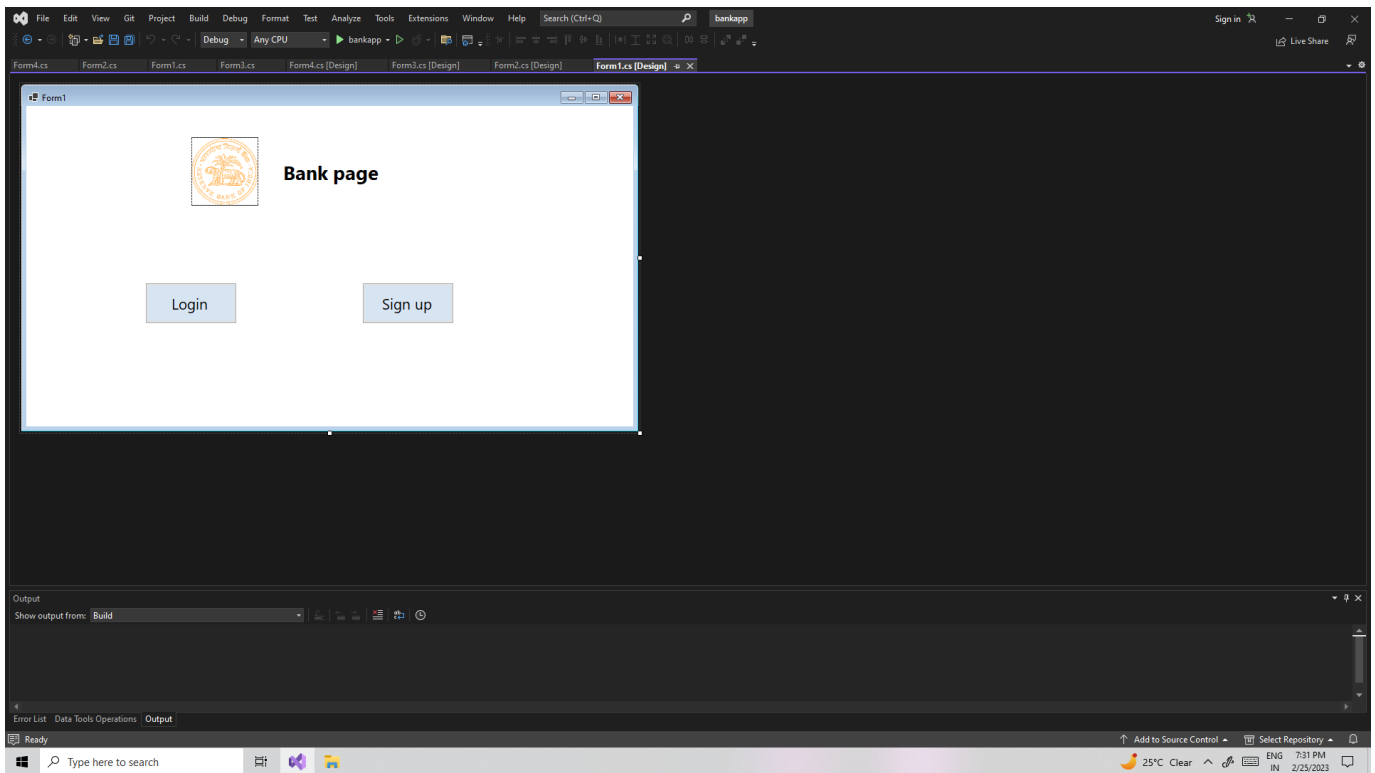 File Edit View Git Project Build Debug Format Test Analyze Tools Extensions Window Help Search (Ctrl+Q) bankapp Sign in
Debug Any CPU bankapp Live Share
Form4.cs Form2.cs Form1.cs Form3.cs Form4.cs [Design] Form3.cs [Design] Form2.cs [Design] Form1.cs [Design]
Form1
Bank page
Login Sign up
Output
Show output from: Build
Error List Data Tools Operations Output
Ready Add to Source Control Select Repository
Type here to search 25°C Clear ENG 7:31 PM
IN 2/25/2023